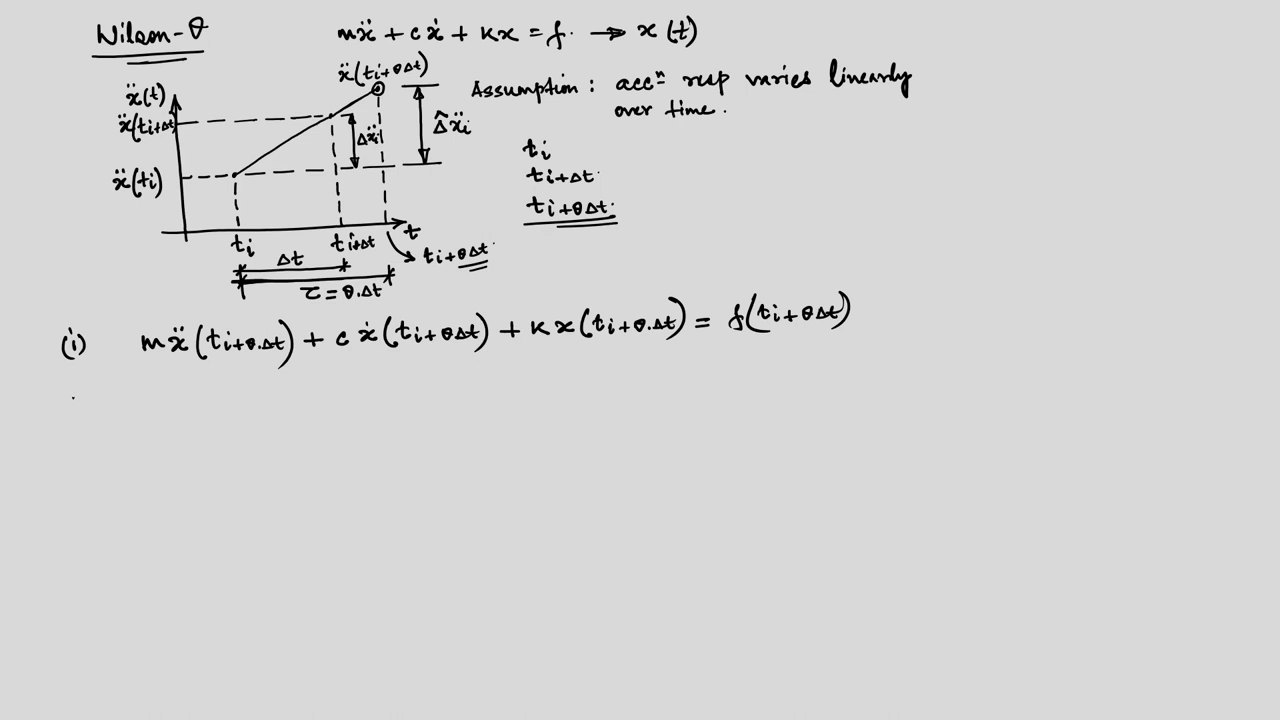 Wilson-θ
mẍ + cẋ + kx = f. → x(t)
Assumption: accⁿ resp varies linearly
over time.
ẍ(ti+θΔt)
ẍ(t)
ẍ(ti+Δt)
Δẍi
Δ̂ẍi
ẍ(ti)
ti
ti+Δt
ti+θΔt
t
ti
ti+Δt
ti+θΔt
Δt
τ = θ.Δt
(i) mẍ(ti+θ.Δt) + cẋ(ti+θΔt) + kx(ti+θ.Δt) = f(ti+θΔt)